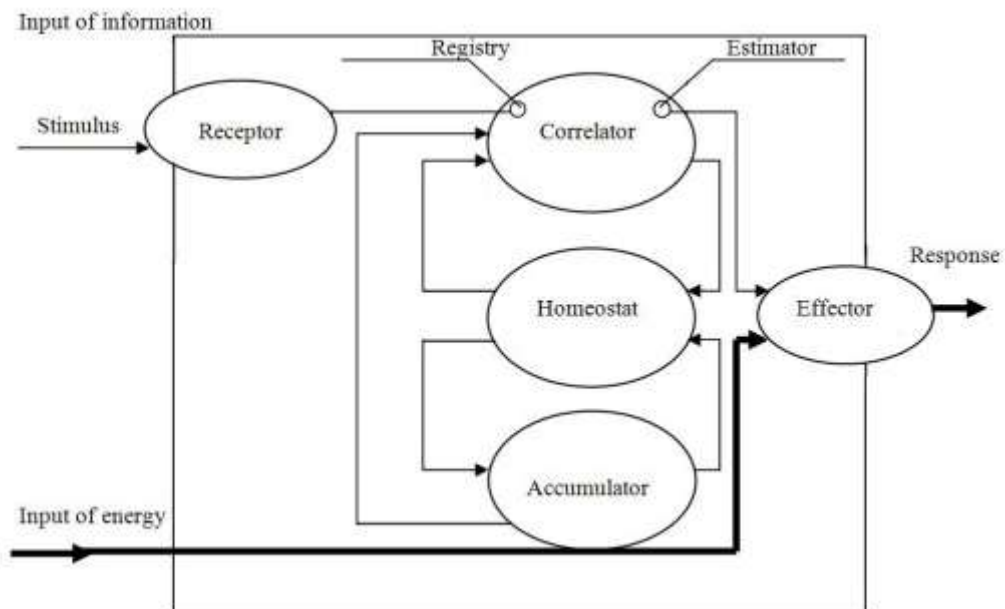 Input of information
Registry
Estimator
Stimulus
Receptor
Correlator
Response
Homeostat
Effector
Accumulator
Input of energy